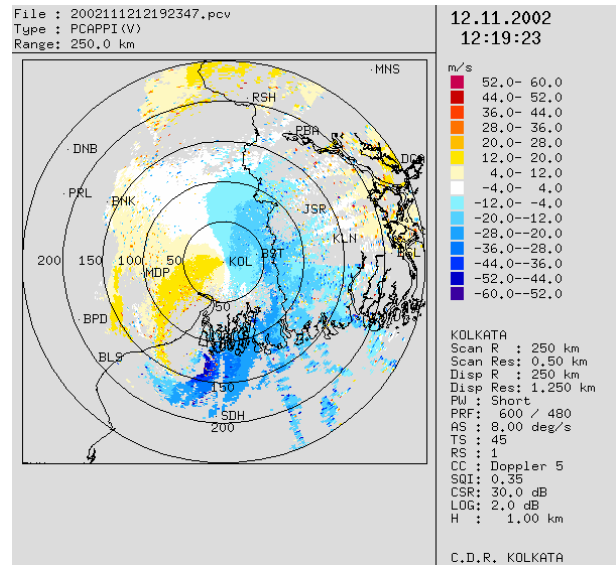 File : 2002111212192347.pcv
Type : PCAPPI(V)
Range: 250.0 km
12.11.2002
12:19:23
m/s
52.0- 60.0
44.0- 52.0
36.0- 44.0
28.0- 36.0
20.0- 28.0
12.0- 20.0
4.0- 12.0
-4.0- 4.0
-12.0--4.0
-20.0--12.0
-28.0--20.0
-36.0--28.0
-44.0--36.0
-52.0--44.0
-60.0--52.0
MNS
RSH
PBA
DNB
PRL
BNK
JSR
KLN
200 150 100 50 KOL BST
MDP
50
BPD
BLS
150
SDH
200
KOLKATA
Scan R : 250 km
Scan Res: 0.50 km
Disp R : 250 km
Disp Res: 1.250 km
PW : Short
PRF: 600 / 480
AS : 8.00 deg/s
TS : 45
RS : 1
CC : Doppler 5
SQI: 0.35
CSR: 30.0 dB
LOG: 2.0 dB
H : 1.00 km
C.D.R. KOLKATA